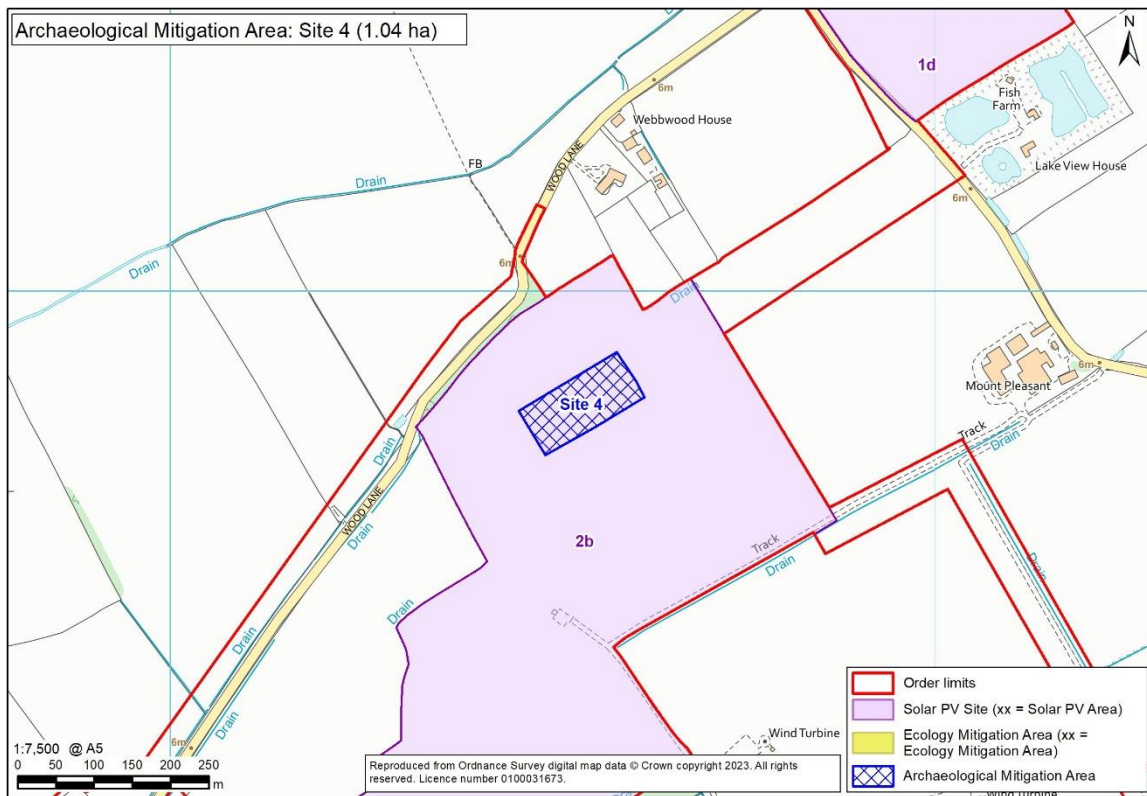 Archaeological Mitigation Area: Site 4 (1.04 ha)
N
1d
6m
Fish
Farm
Webbwood House
FB
WOOD LANE
Lake View House
Drain
6m
Drain
6m
Drain
Mount Pleasant
6m
Site 4
Track
Drain
Drain
WOOD LANE
Drain
2b
Track
Drain
Drain
Drain
Drain
Drain
Wind Turbine
6m
Order limits
Solar PV Site (xx = Solar PV Area)
Ecology Mitigation Area (xx =
Ecology Mitigation Area)
Archaeological Mitigation Area
1:7,500 @ A5
0 50 100 150 200 250
m
Reproduced from Ordnance Survey digital map data © Crown copyright 2023. All rights
reserved. Licence number 0100031673.